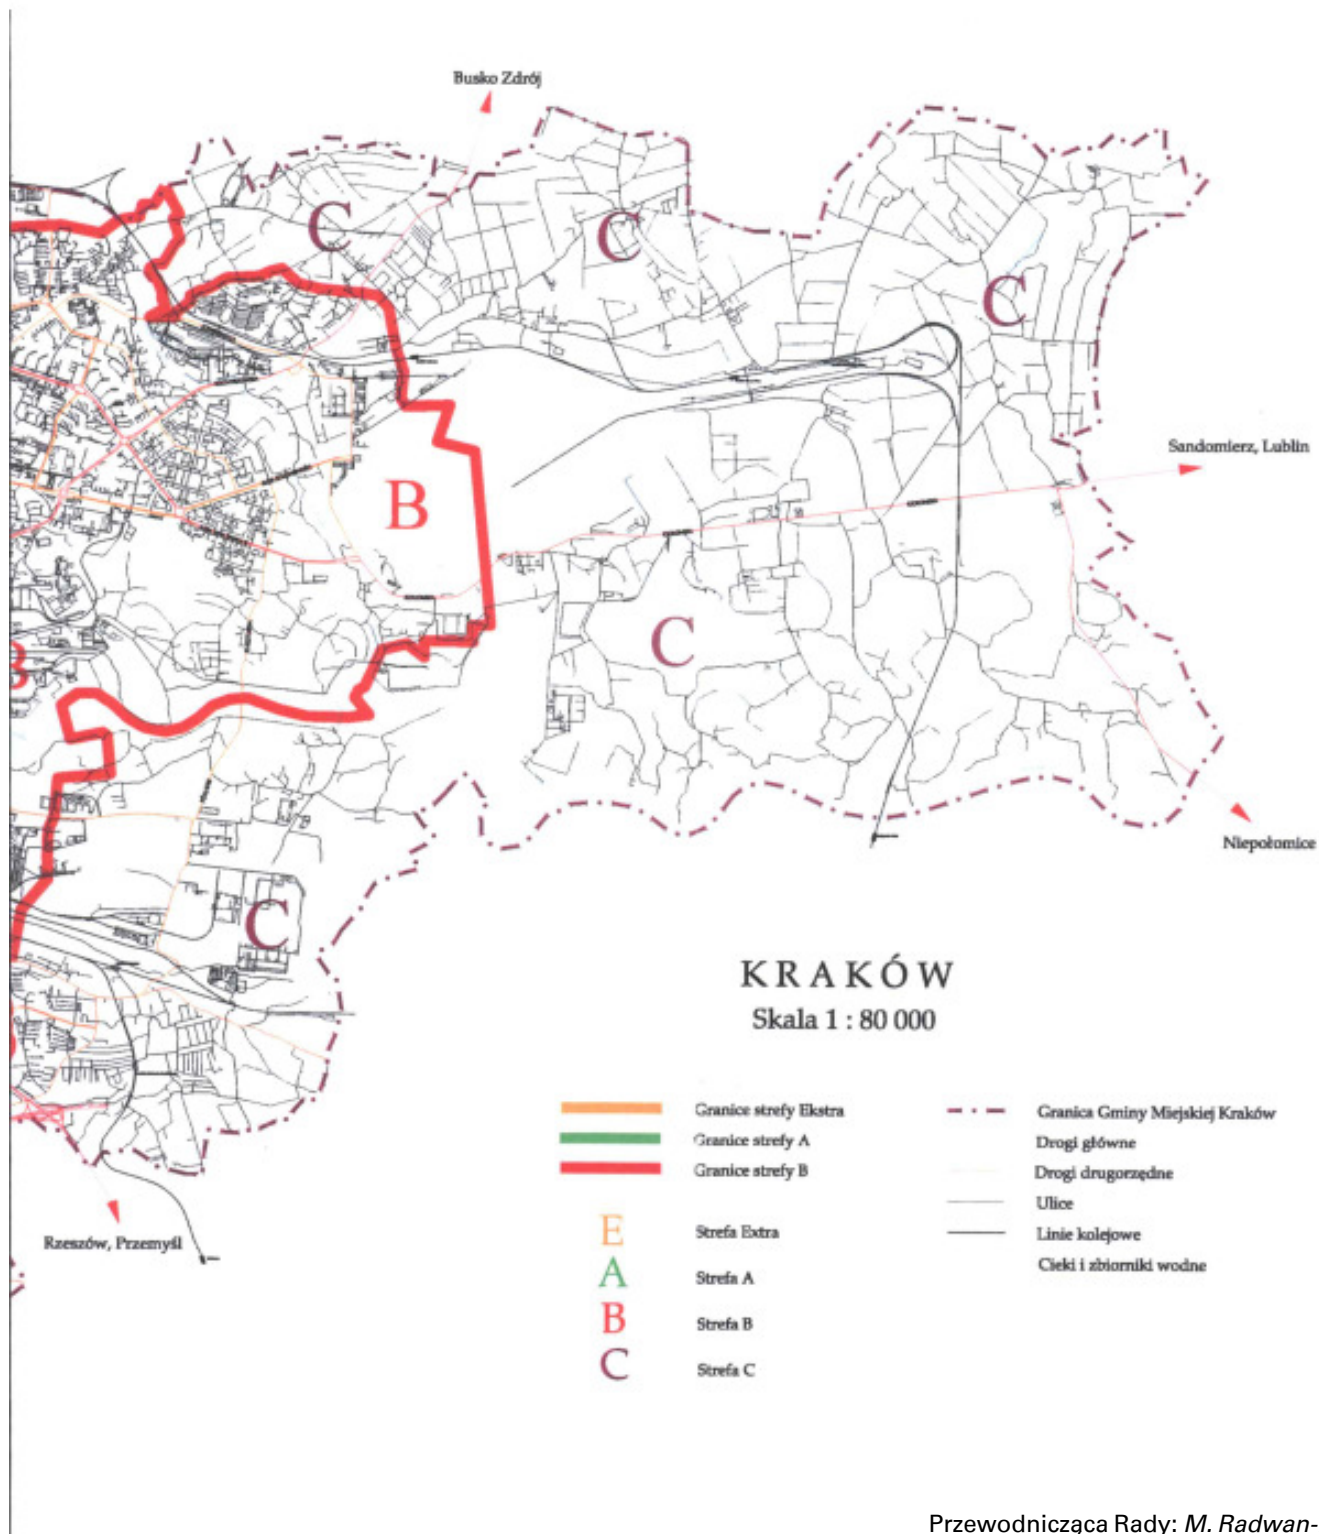 Busko Zdrój
C
C
C
Sandomierz, Lublin
B
C
B
Niepołomice
C
KRAKÓW
Skala 1 : 80 000
Rzeszów, Przemyśl
Granice strefy Ekstra
Granice strefy A
Granice strefy B
E Strefa Extra
A Strefa A
B Strefa B
C Strefa C
Granica Gminy Miejskiej Kraków
Drogi główne
Drogi drugorzędne
Ulice
Linie kolejowe
Cieki i zbiorniki wodne
Przewodnicząca Rady: M. Radwan-